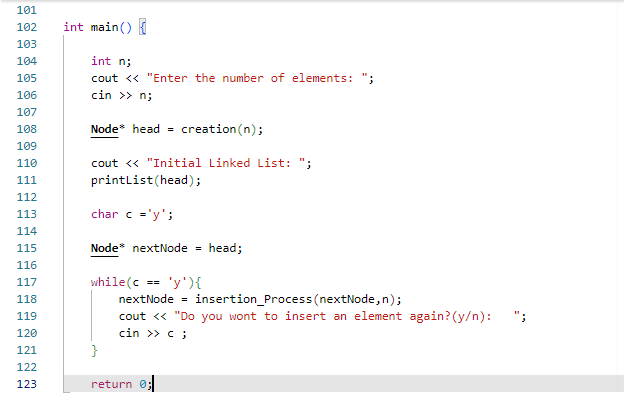 101
102 int main() {
103
104 int n;
105 cout << "Enter the number of elements: ";
106 cin >> n;
107
108 Node* head = creation(n);
109
110 cout << "Initial Linked List: ";
111 printList(head);
112
113 char c ='y';
114
115 Node* nextNode = head;
116
117 while(c == 'y'){
118 nextNode = insertion_Process(nextNode,n);
119 cout << "Do you wont to insert an element again?(y/n):   ";
120 cin >> c ;
121 }
122
123 return 0;